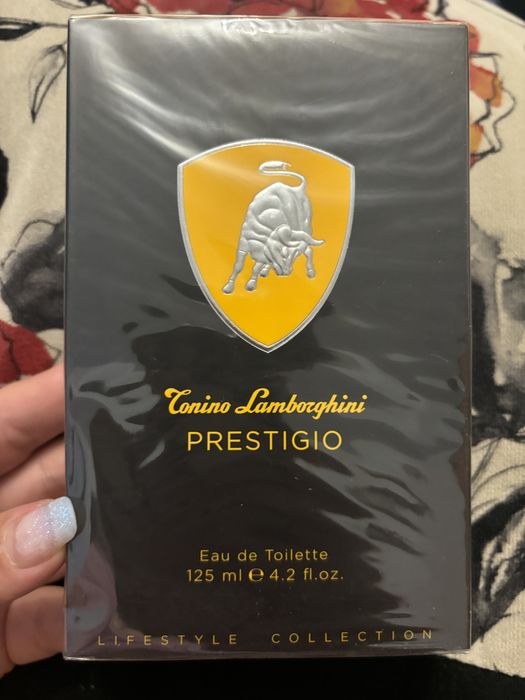 Tonino Lamborghini
PRESTIGIO
Eau de Toilette
125 ml ℮ 4.2 fl.oz.
LIFESTYLE COLLECTION